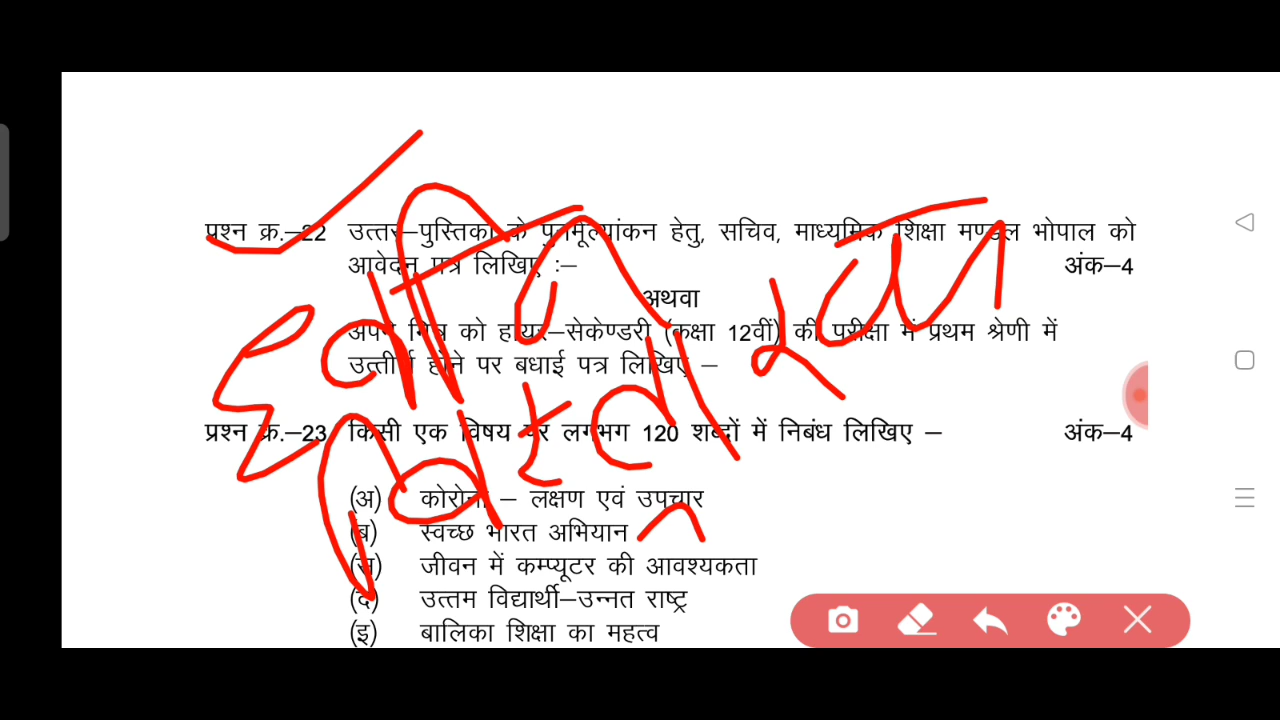 प्रश्न क्र.–22 उत्तर–पुस्तिका के पुनर्मूल्यांकन हेतु, सचिव, माध्यमिक शिक्षा मण्डल भोपाल को
आवेदन पत्र लिखिए :– अंक–4
अथवा
अपने मित्र को हायर–सेकेण्डरी (कक्षा 12वीं) की परीक्षा में प्रथम श्रेणी में
उत्तीर्ण होने पर बधाई पत्र लिखिए –
प्रश्न क्र.–23 किसी एक विषय पर लगभग 120 शब्दों में निबंध लिखिए – अंक–4
(अ) कोरोना – लक्षण एवं उपचार
(ब) स्वच्छ भारत अभियान
(स) जीवन में कम्प्यूटर की आवश्यकता
(द) उत्तम विद्यार्थी–उन्नत राष्ट्र
(इ) बालिका शिक्षा का महत्व